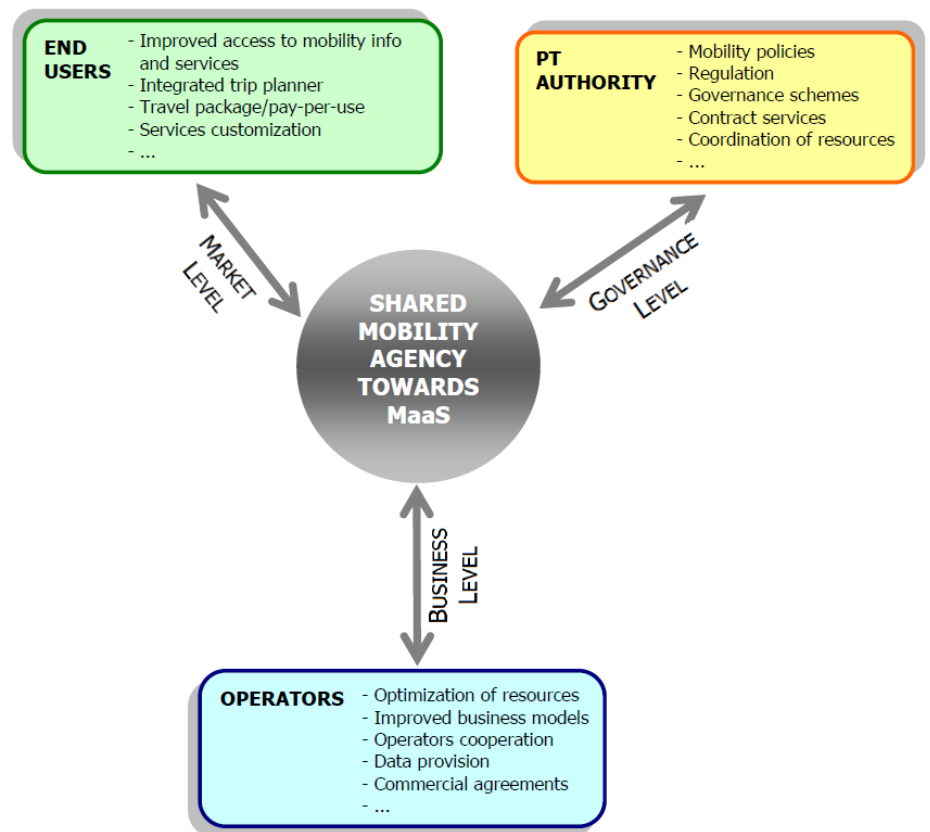 END
USERS
- Improved access to mobility info
and services
- Integrated trip planner
- Travel package/pay-per-use
- Services customization
- ...
PT
AUTHORITY
- Mobility policies
- Regulation
- Governance schemes
- Contract services
- Coordination of resources
- ...
MARKET
LEVEL
GOVERNANCE
LEVEL
SHARED
MOBILITY
AGENCY
TOWARDS
MaaS
BUSINESS
LEVEL
OPERATORS
- Optimization of resources
- Improved business models
- Operators cooperation
- Data provision
- Commercial agreements
- ...